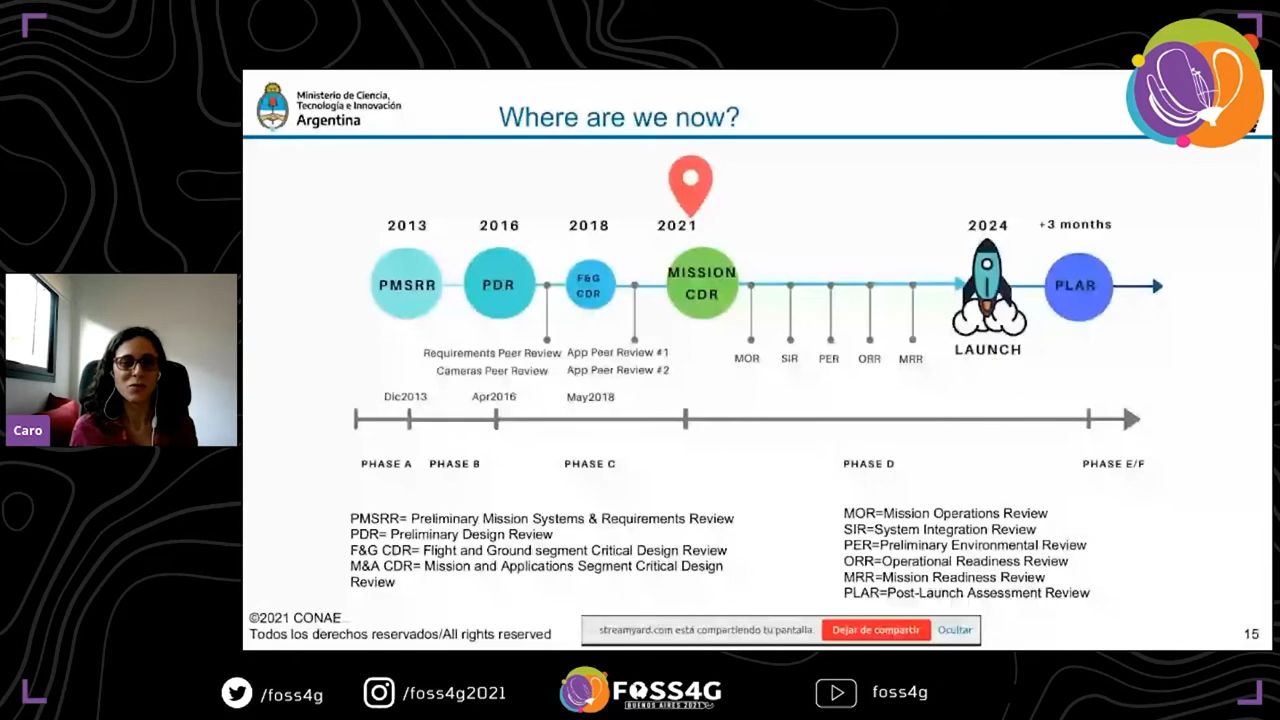 Ministerio de Ciencia,
Tecnología e Innovación
Argentina
Where are we now?
2013 2016 2018 2021 2024 +3 months
PMSRR PDR F&G CDR MISSION CDR PLAR
LAUNCH
Requirements Peer Review App Peer Review #1
Cameras Peer Review App Peer Review #2
MOR SIR PER ORR MRR
Dic2013 Apr2016 May2018
PHASE A PHASE B PHASE C PHASE D PHASE E/F
Caro
PMSRR= Preliminary Mission Systems & Requirements Review
PDR= Preliminary Design Review
F&G CDR= Flight and Ground segment Critical Design Review
M&A CDR= Mission and Applications Segment Critical Design
Review
MOR=Mission Operations Review
SIR=System Integration Review
PER=Preliminary Environmental Review
ORR=Operational Readiness Review
MRR=Mission Readiness Review
PLAR=Post-Launch Assessment Review
©2021 CONAE
Todos los derechos reservados/All rights reserved
streamyard.com está compartiendo tu pantalla. Dejar de compartir Ocultar
15
/foss4g /foss4g2021 FOSS4G foss4g
BUENOS AIRES 2021